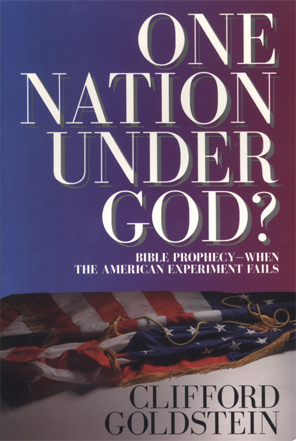 ONE
NATION
UNDER
GOD?
BIBLE PROPHECY—WHEN
THE AMERICAN EXPERIMENT FAILS
CLIFFORD
GOLDSTEIN